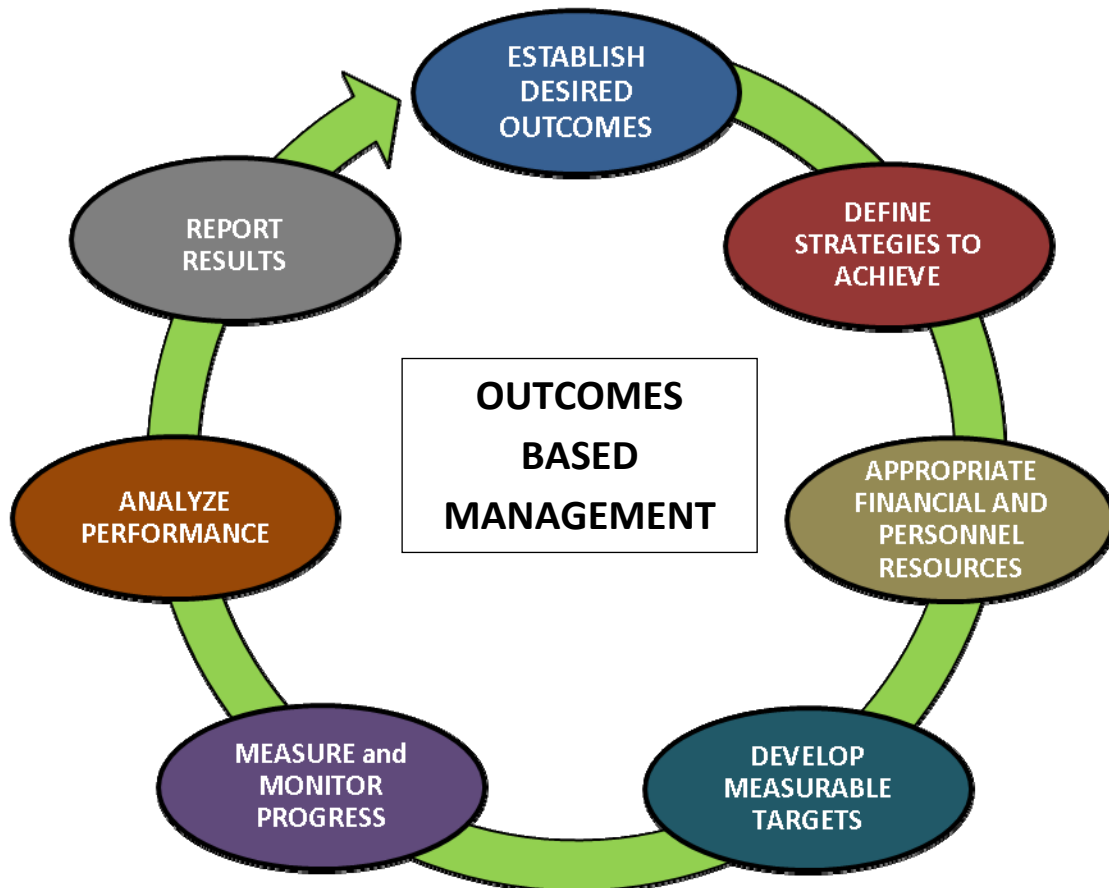 ESTABLISH
DESIRED
OUTCOMES
DEFINE
STRATEGIES TO
ACHIEVE
APPROPRIATE
FINANCIAL AND
PERSONNEL
RESOURCES
DEVELOP
MEASURABLE
TARGETS
MEASURE and
MONITOR
PROGRESS
ANALYZE
PERFORMANCE
REPORT
RESULTS
OUTCOMES
BASED
MANAGEMENT